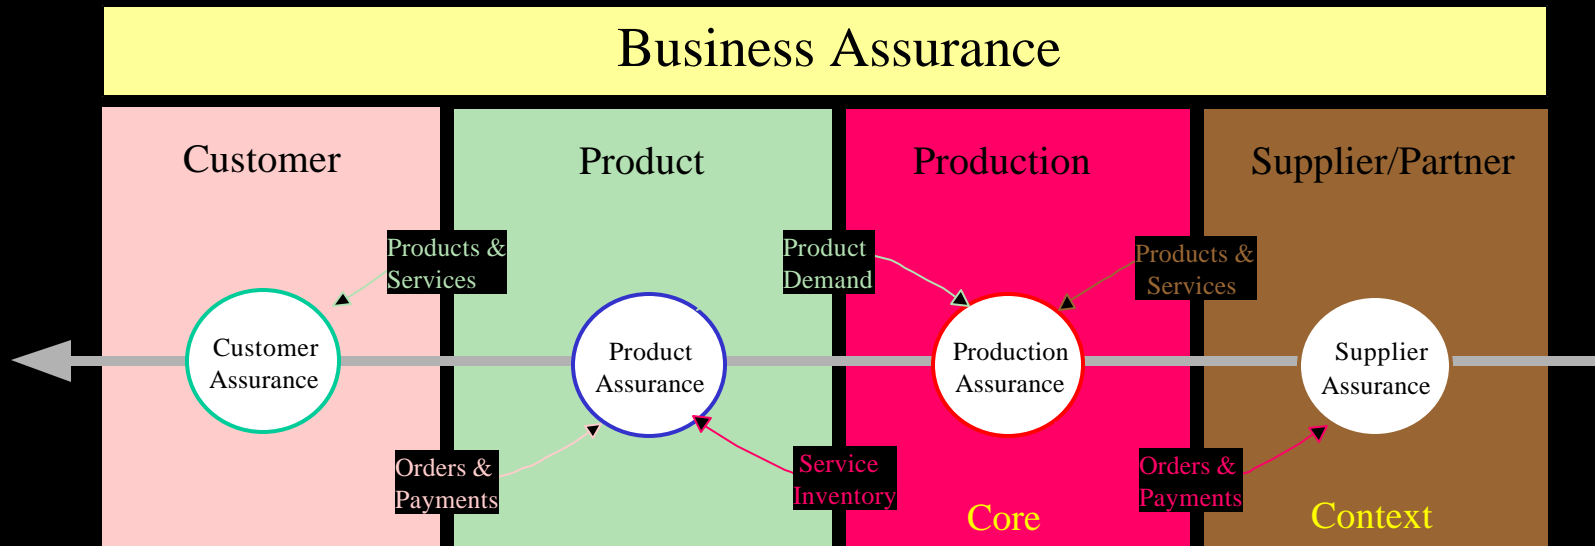 Business Assurance
Customer
Product
Production
Supplier/Partner
Products &
Services
Product
Demand
Products &
Services
Customer
Assurance
Product
Assurance
Production
Assurance
Supplier
Assurance
Orders &
Payments
Service
Inventory
Orders &
Payments
Core
Context